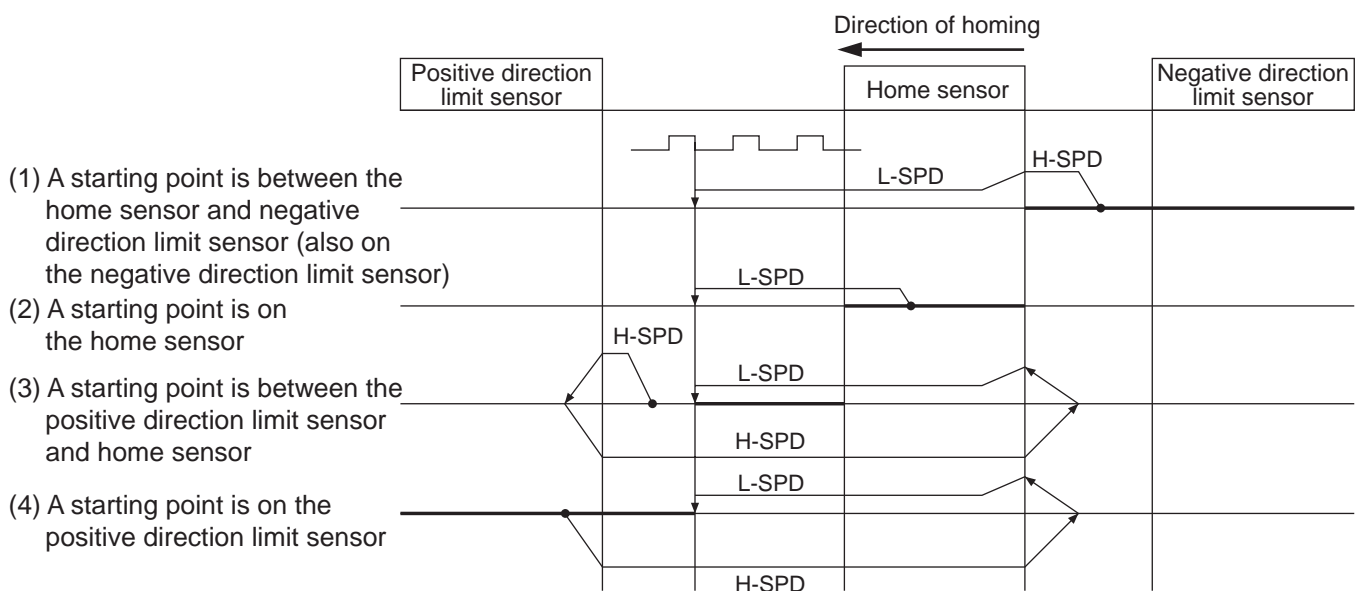 Direction of homing
Positive direction
limit sensor
Home sensor
Negative direction
limit sensor
H-SPD
L-SPD
(1) A starting point is between the
home sensor and negative
direction limit sensor (also on
the negative direction limit sensor)
L-SPD
(2) A starting point is on
the home sensor
H-SPD
L-SPD
(3) A starting point is between the
positive direction limit sensor
and home sensor
H-SPD
L-SPD
(4) A starting point is on the
positive direction limit sensor
H-SPD